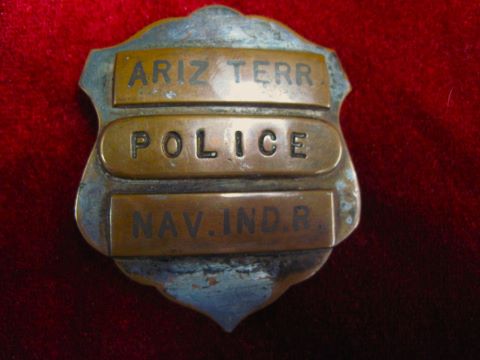 ARIZ TERR
POLICE
NAV. IND. R.